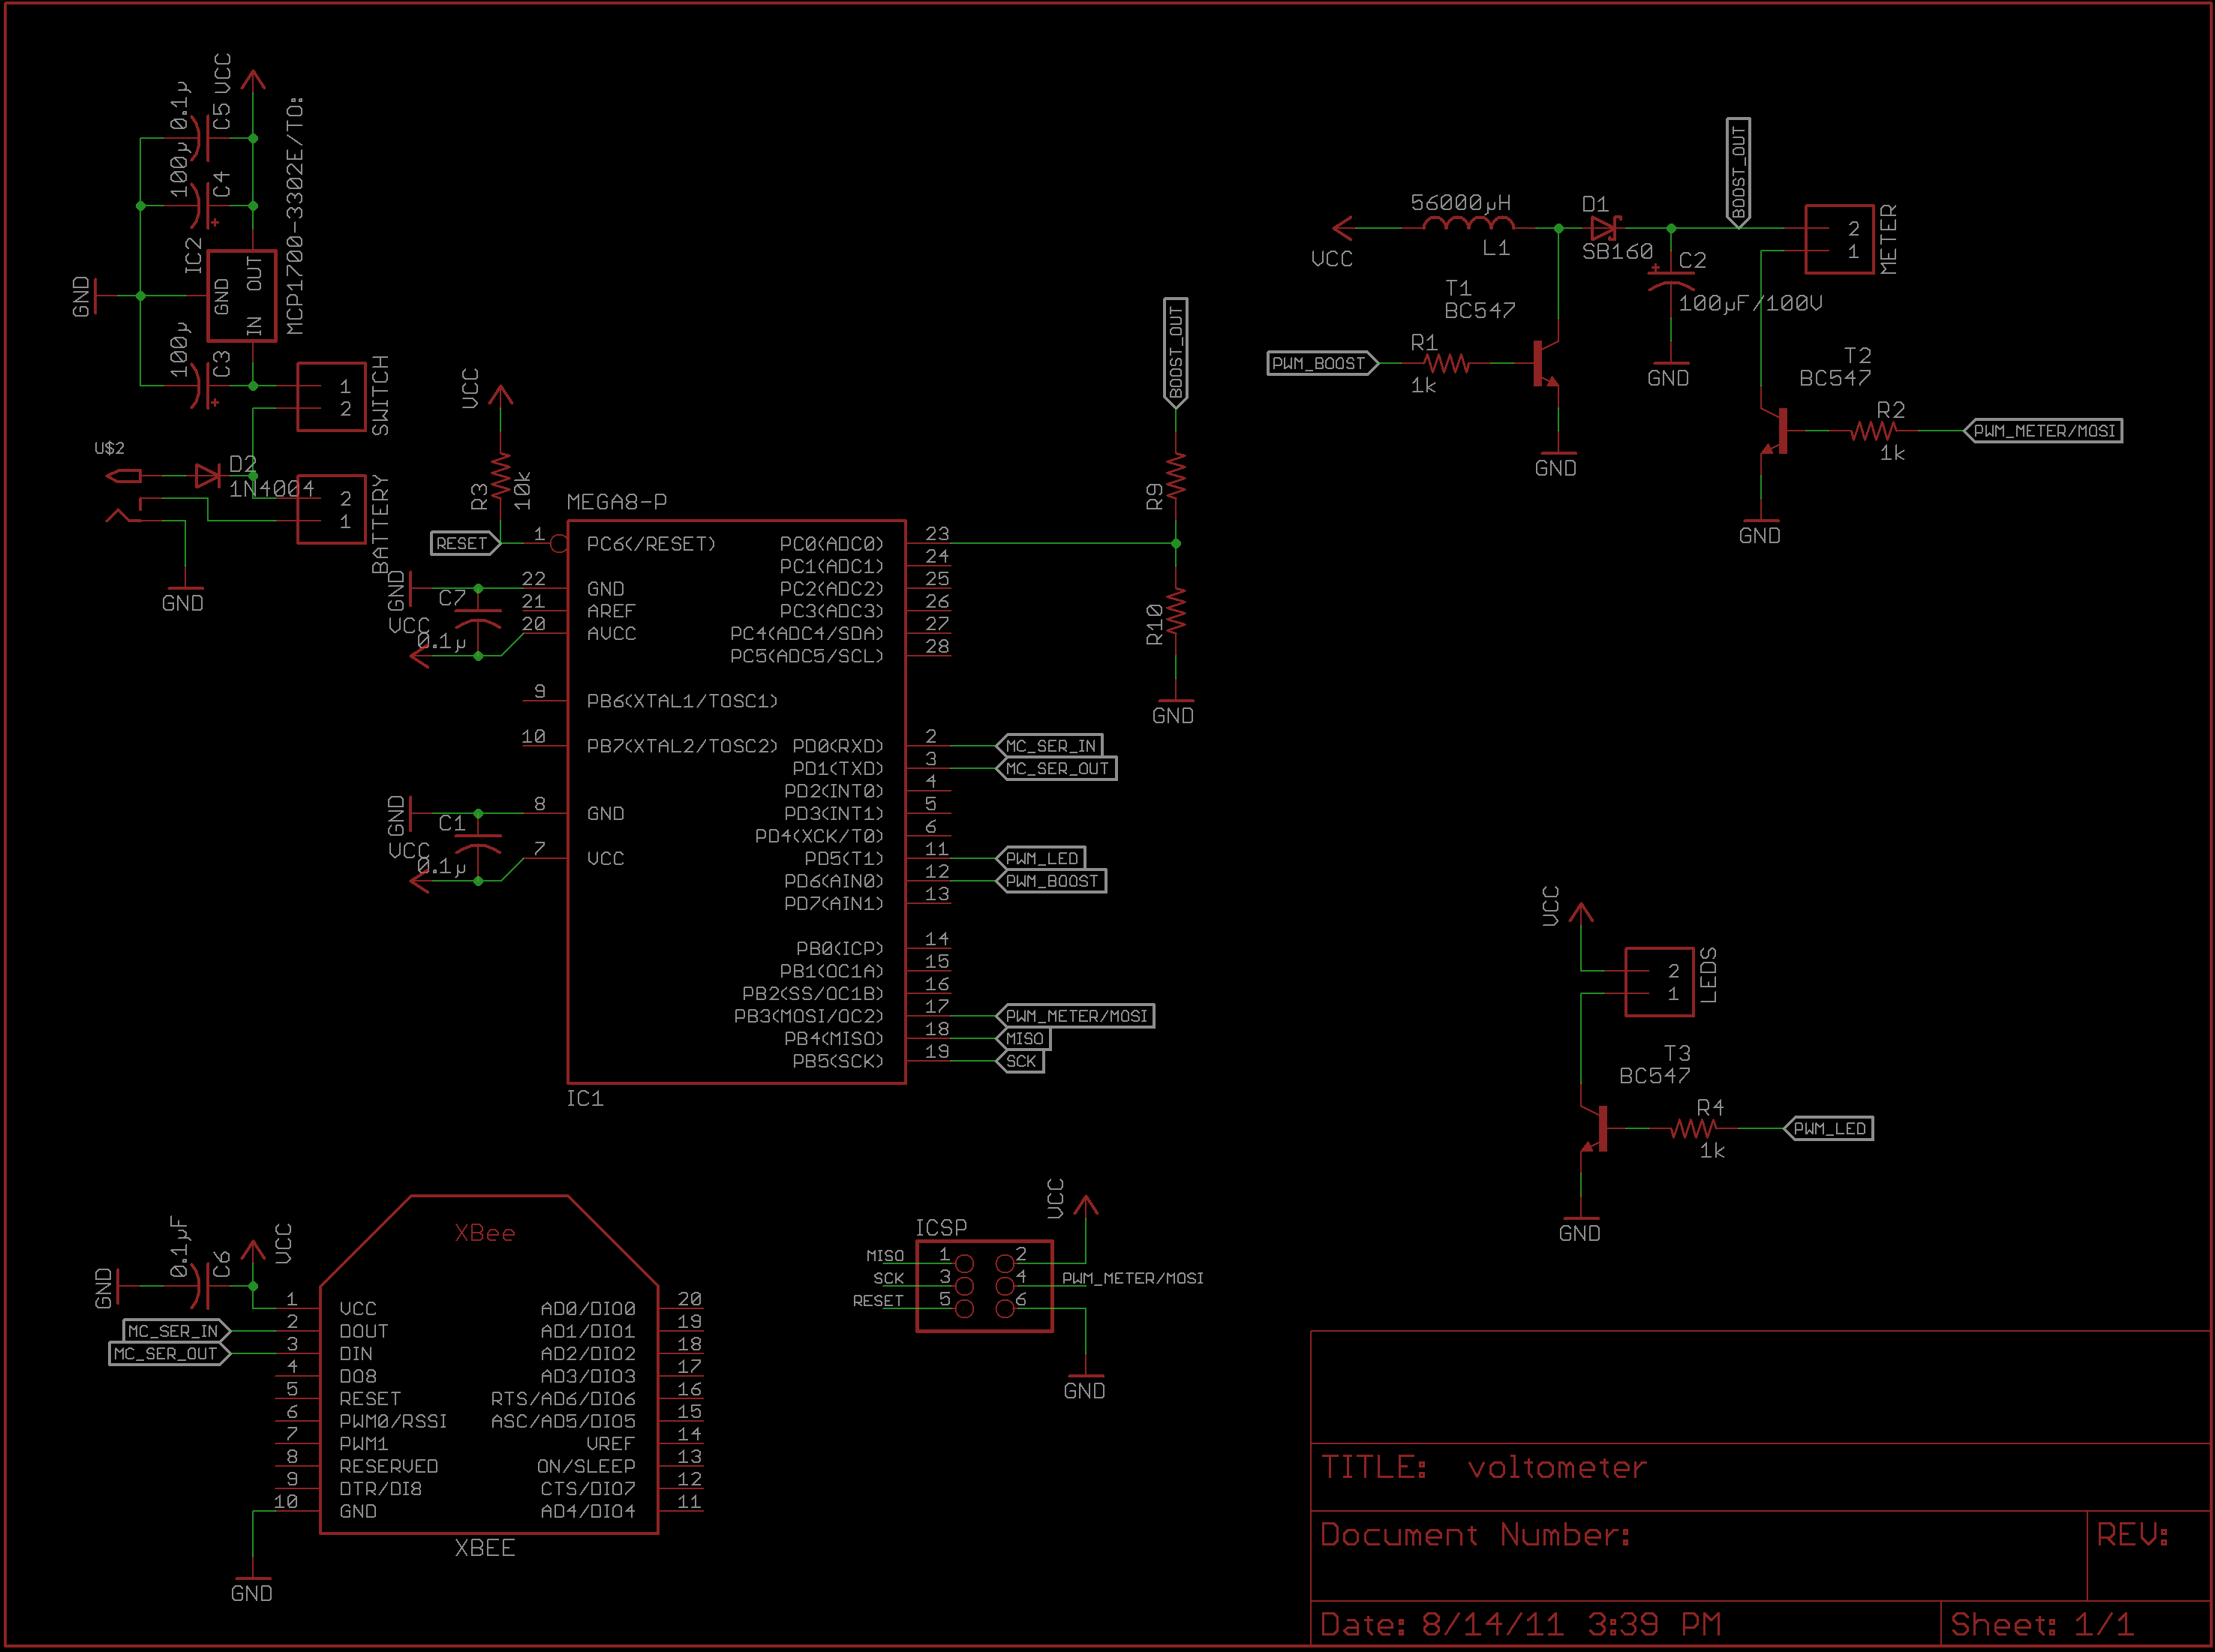 VCC
0.1µ
C5
100µ
C4
MCP1700-3302E/TO:
IC2
GND
OUT
IN
GND
100µ
C3
1
2
SWITCH
U$2
D2
1N4004
2
1
BATTERY
GND
VCC
R3
10k
RESET
MEGA8-P
1 PC6(/RESET) PC0(ADC0) 23
PC1(ADC1) 24
22 GND PC2(ADC2) 25
21 AREF PC3(ADC3) 26
20 AVCC PC4(ADC4/SDA) 27
PC5(ADC5/SCL) 28
9 PB6(XTAL1/TOSC1)
10 PB7(XTAL2/TOSC2) PD0(RXD) 2
PD1(TXD) 3
PD2(INT0) 4
8 GND PD3(INT1) 5
PD4(XCK/T0) 6
7 VCC PD5(T1) 11
PD6(AIN0) 12
PD7(AIN1) 13
PB0(ICP) 14
PB1(OC1A) 15
PB2(SS/OC1B) 16
PB3(MOSI/OC2) 17
PB4(MISO) 18
PB5(SCK) 19
IC1
GND
C7
VCC
0.1µ
GND
C1
VCC
0.1µ
MC_SER_IN
MC_SER_OUT
PWM_LED
PWM_BOOST
PWM_METER/MOSI
MISO
SCK
BOOST_OUT
R9
R10
GND
VCC
56000µH
L1
D1
SB160
BOOST_OUT
2
1
METER
C2
100µF/100V
GND
T1
BC547
PWM_BOOST
R1
1k
GND
T2
BC547
R2
1k
PWM_METER/MOSI
GND
VCC
2
1
LEDS
T3
BC547
R4
1k
PWM_LED
GND
XBee
0.1µF
C6
VCC
GND
MC_SER_IN
MC_SER_OUT
1 VCC AD0/DIO0 20
2 DOUT AD1/DIO1 19
3 DIN AD2/DIO2 18
4 DO8 AD3/DIO3 17
5 RESET RTS/AD6/DIO6 16
6 PWM0/RSSI ASC/AD5/DIO5 15
7 PWM1 VREF 14
8 RESERVED ON/SLEEP 13
9 DTR/DI8 CTS/DIO7 12
10 GND AD4/DIO4 11
XBEE
GND
VCC
ICSP
MISO 1 2
SCK 3 4 PWM_METER/MOSI
RESET 5 6
GND
TITLE: voltometer
Document Number:
REV:
Date: 8/14/11 3:39 PM
Sheet: 1/1